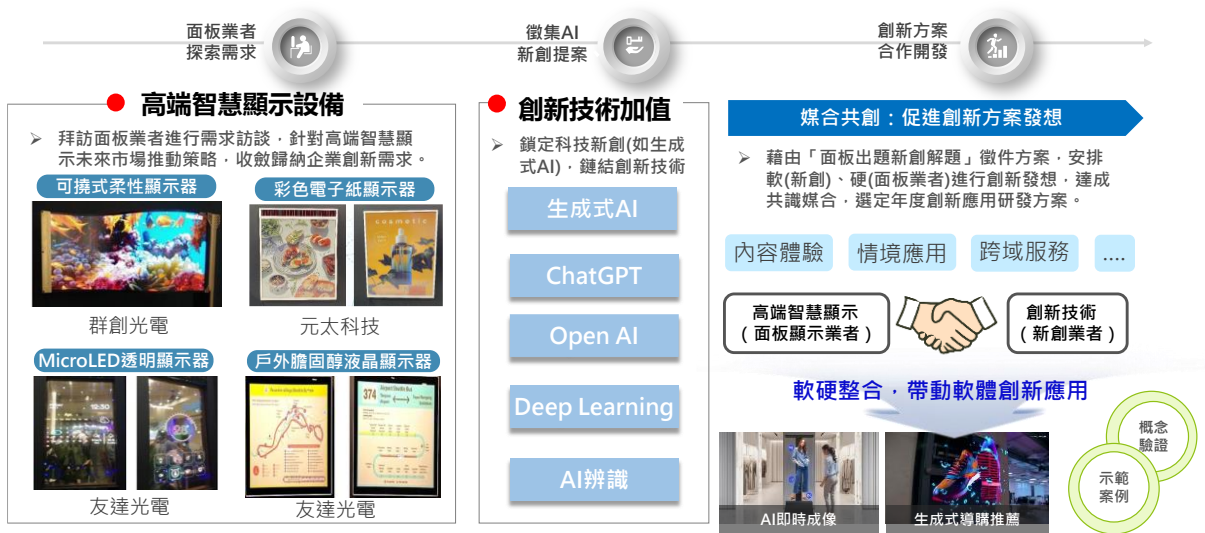 面板業者
探索需求
徵集AI
新創提案
創新方案
合作開發
高端智慧顯示設備
拜訪面板業者進行需求訪談，針對高端智慧顯
示未來市場推動策略，收斂歸納企業創新需求。
可撓式柔性顯示器
彩色電子紙顯示器
cosmetic
群創光電
元太科技
MicroLED透明顯示器
戶外膽固醇液晶顯示器
12:30
374
友達光電
友達光電
創新技術加值
鎖定科技新創(如生成
式AI)，鏈結創新技術
生成式AI
ChatGPT
Open AI
Deep Learning
AI辨識
媒合共創：促進創新方案發想
藉由「面板出題新創解題」徵件方案，安排
軟(新創)、硬(面板業者)進行創新發想，達成
共識媒合，選定年度創新應用研發方案。
內容體驗
情境應用
跨域服務
....
高端智慧顯示
（面板顯示業者）
創新技術
（新創業者）
軟硬整合，帶動軟體創新應用
AI即時成像
生成式導購推薦
概念
驗證
示範
案例